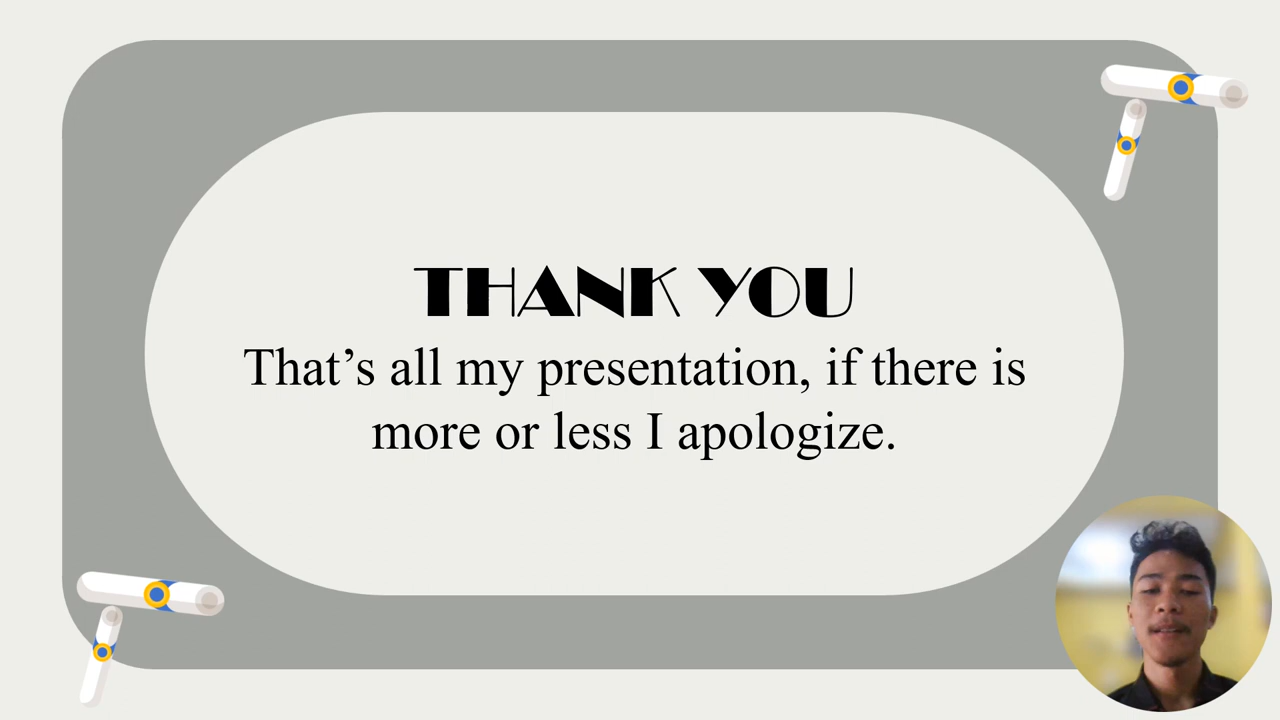 THANK YOU
That’s all my presentation, if there is
more or less I apologize.